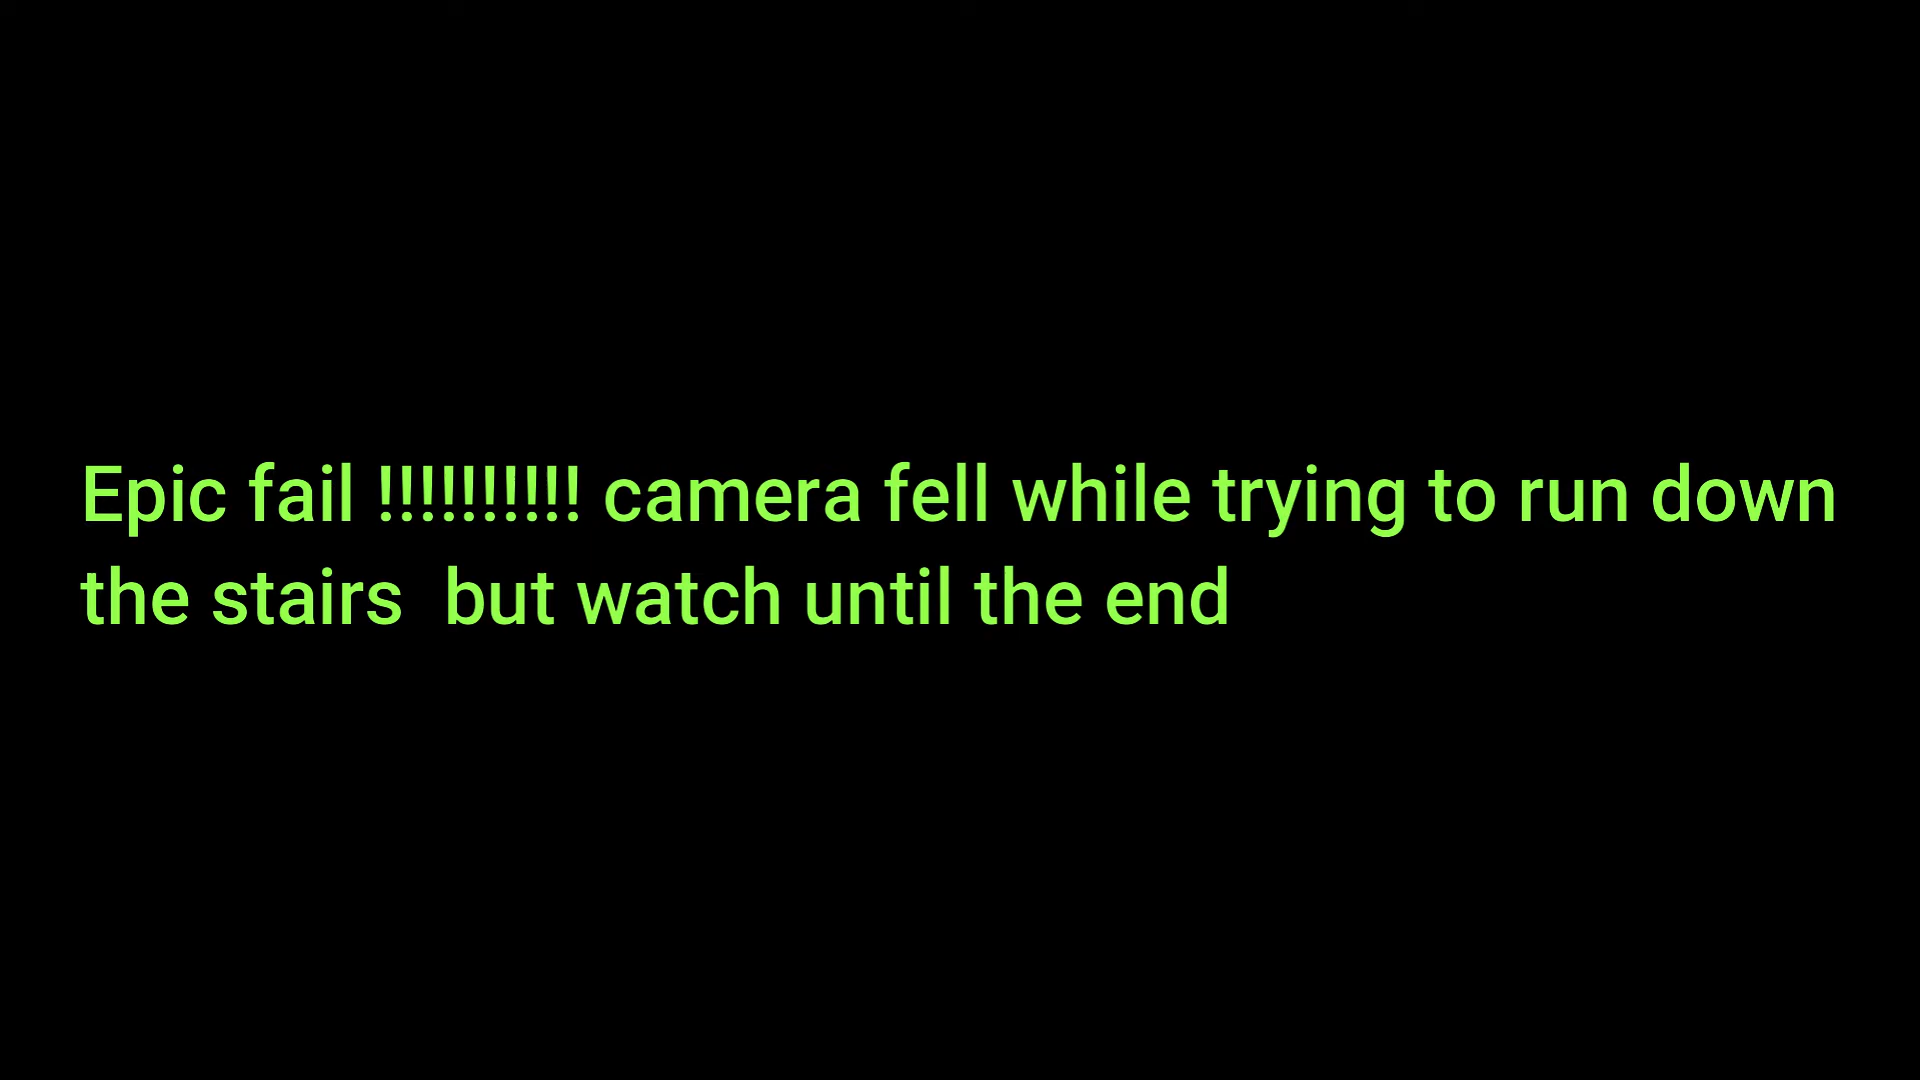 Epic fail !!!!!!!!!! camera fell while trying to run down
the stairs  but watch until the end